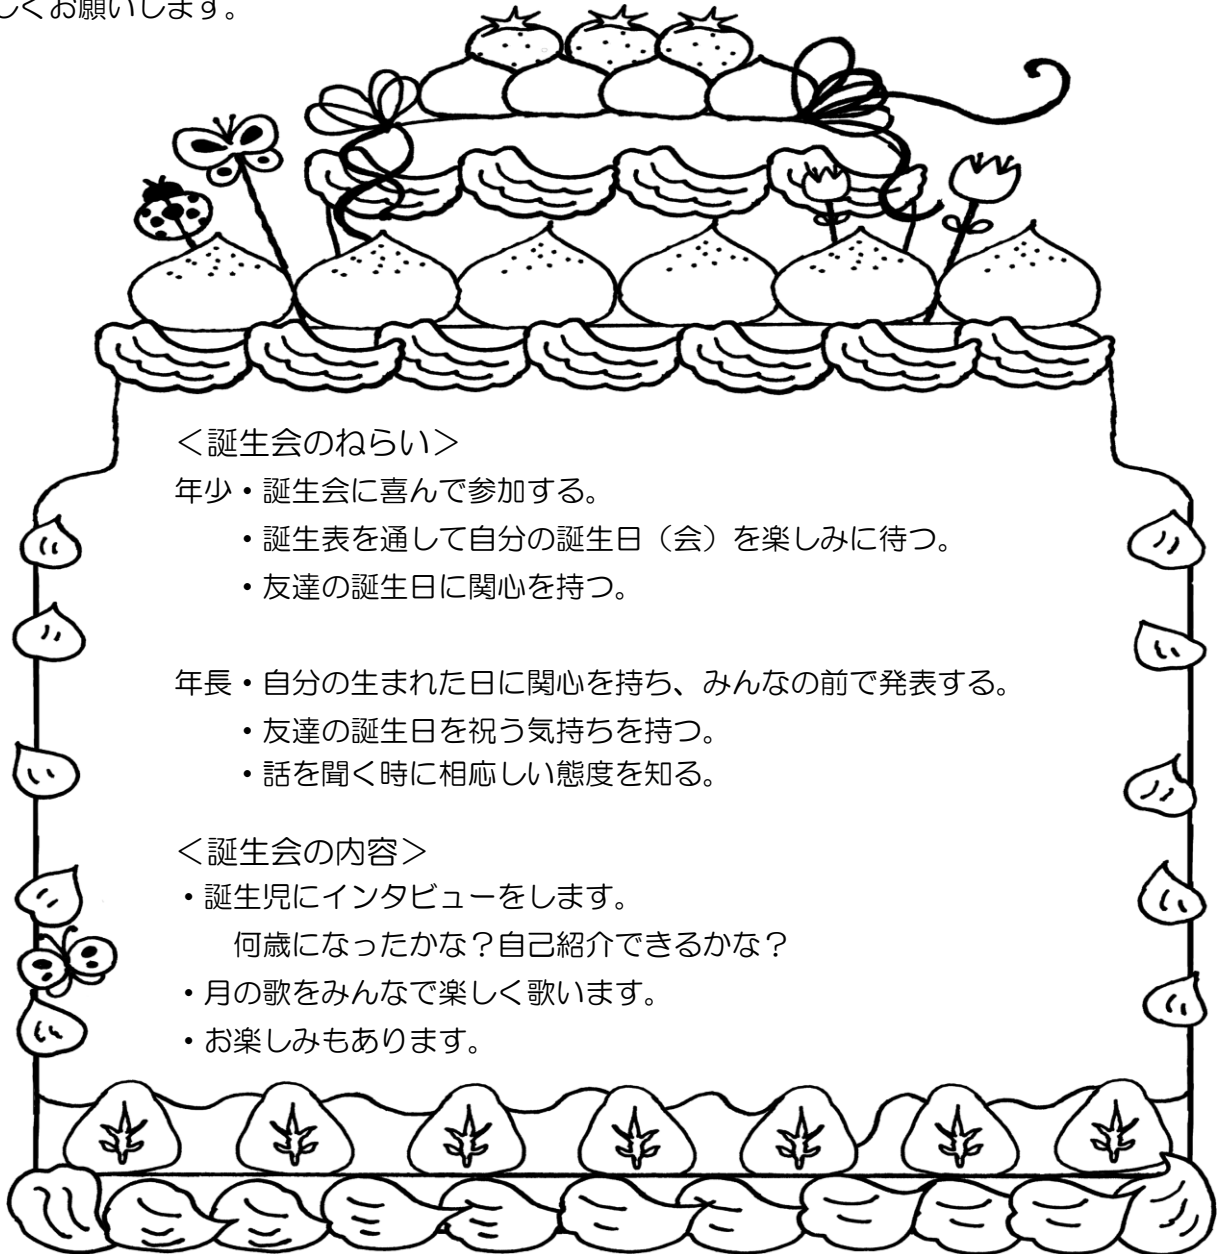 しくお願いします。
＜誕生会のねらい＞
年少・誕生会に喜んで参加する。
・誕生表を通して自分の誕生日（会）を楽しみに待つ。
・友達の誕生日に関心を持つ。
年長・自分の生まれた日に関心を持ち、みんなの前で発表する。
・友達の誕生日を祝う気持ちを持つ。
・話を聞く時に相応しい態度を知る。
＜誕生会の内容＞
・誕生児にインタビューをします。
何歳になったかな？自己紹介できるかな？
・月の歌をみんなで楽しく歌います。
・お楽しみもあります。